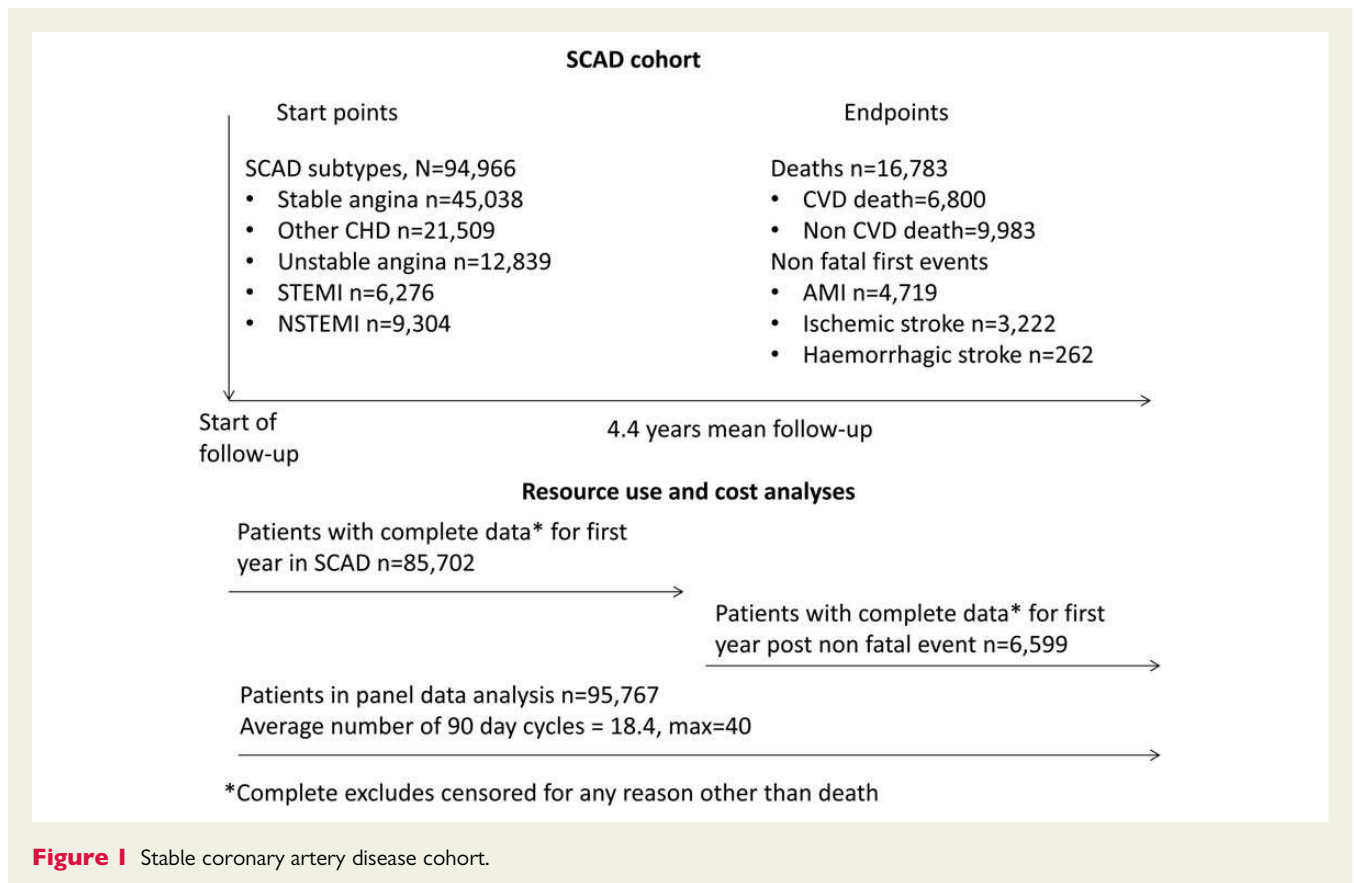 SCAD cohort
Start points
SCAD subtypes, N=94,966
• Stable angina n=45,038
• Other CHD n=21,509
• Unstable angina n=12,839
• STEMI n=6,276
• NSTEMI n=9,304
Endpoints
Deaths n=16,783
• CVD death=6,800
• Non CVD death=9,983
Non fatal first events
• AMI n=4,719
• Ischemic stroke n=3,222
• Haemorrhagic stroke n=262
Start of
follow-up
4.4 years mean follow-up
Resource use and cost analyses
Patients with complete data* for first
year in SCAD n=85,702
Patients with complete data* for first
year post non fatal event n=6,599
Patients in panel data analysis n=95,767
Average number of 90 day cycles = 18.4, max=40
*Complete excludes censored for any reason other than death
Figure 1 Stable coronary artery disease cohort.